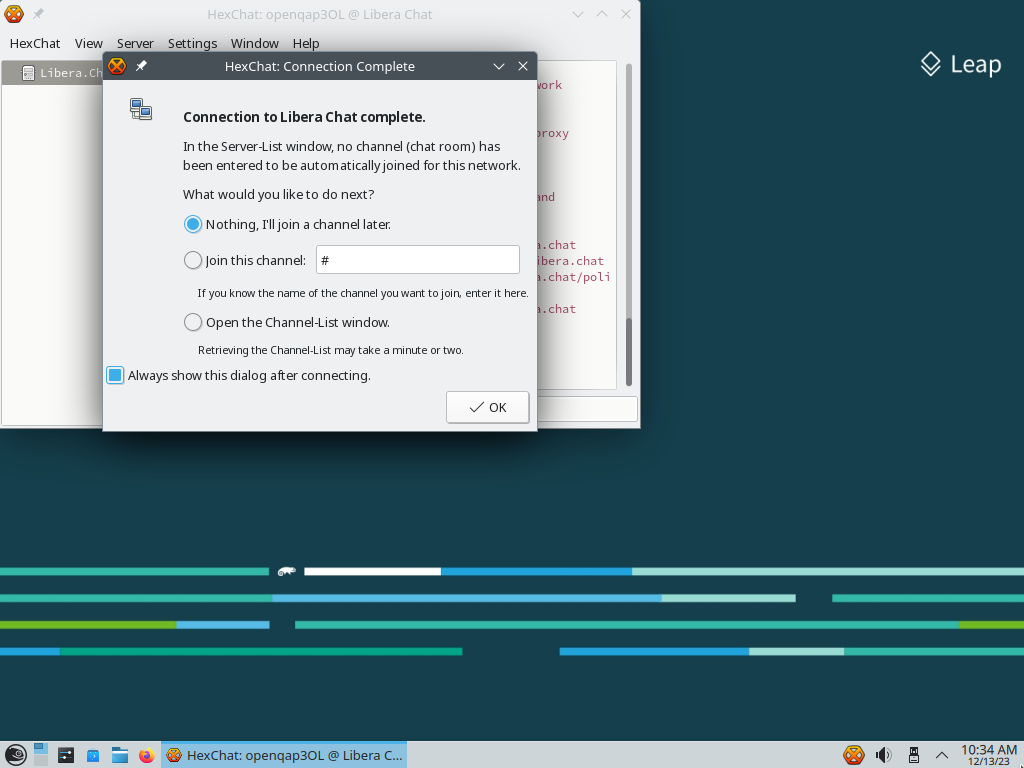 HexChat: openqap3OL @ Libera Chat
HexChat View Server Settings Window Help
Libera.Ch
HexChat: Connection Complete
Connection to Libera Chat complete.
In the Server-List window, no channel (chat room) has
been entered to be automatically joined for this network.
What would you like to do next?
Nothing, I'll join a channel later.
Join this channel: #
If you know the name of the channel you want to join, enter it here.
Open the Channel-List window.
Retrieving the Channel-List may take a minute or two.
Always show this dialog after connecting.
OK
work
proxy
and
a.chat
ibera.chat
a.chat/poli
a.chat
Leap
HexChat: openqap3OL @ Libera C...
10:34 AM
12/13/23